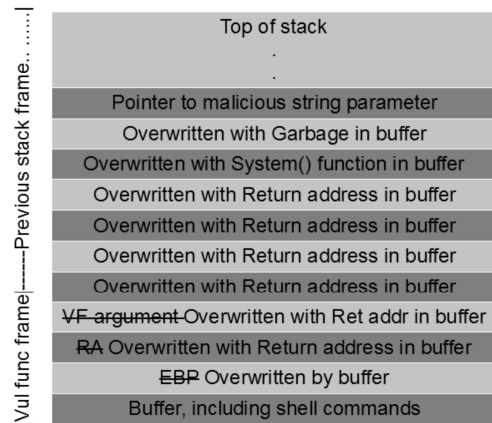 Top of stack
.
.
Pointer to malicious string parameter
Overwritten with Garbage in buffer
Overwritten with System() function in buffer
Overwritten with Return address in buffer
Overwritten with Return address in buffer
Overwritten with Return address in buffer
Overwritten with Return address in buffer
VF argument Overwritten with Ret addr in buffer
RA Overwritten with Return address in buffer
EBP Overwritten by buffer
Buffer, including shell commands
Vul func frame|------Previous stack frame.. ......|